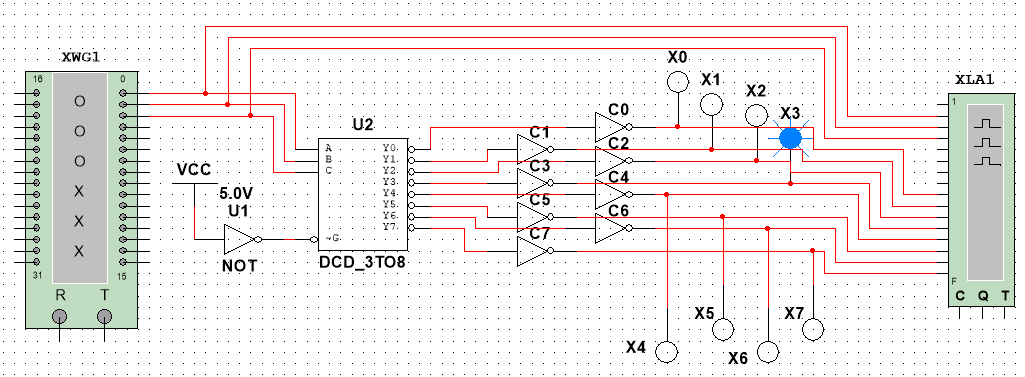 XWG1
16 0
O
O
O
X
X
X
31 15
R T
VCC
5.0V
U1
NOT
U2
A
B
C
~G
Y0
Y1
Y2
Y3
Y4
Y5
Y6
Y7
DCD_3TO8
C0
C1
C2
C3
C4
C5
C6
C7
X0
X1
X2
X3
X4
X5
X6
X7
XLA1
1
F
C Q T